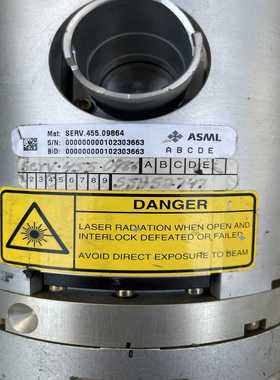 Mat: SERV.455.09864
S/N: 000000000102303663
BID: 000000000102303663
ASML
A B C D E
A B C D E
2 3 4 5 6 7 8 9
DANGER
LASER RADIATION WHEN OPEN AND
INTERLOCK DEFEATED OR FAILED
AVOID DIRECT EXPOSURE TO BEAM